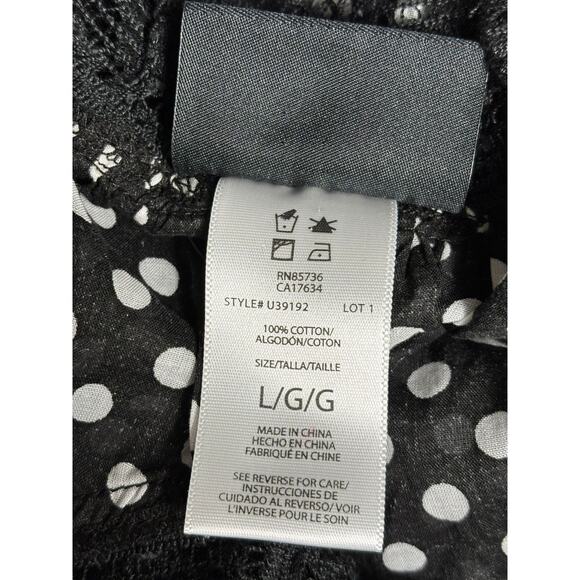 RN85736
CA17634
STYLE# U39192 LOT 1
100% COTTON/
ALGODÓN/COTON
SIZE/TALLA/TAILLE
L/G/G
MADE IN CHINA
HECHO EN CHINA
FABRIQUÉ EN CHINE
SEE REVERSE FOR CARE/
INSTRUCCIONES DE
CUIDADO AL REVERSO/ VOIR
L'INVERSE POUR LE SOIN